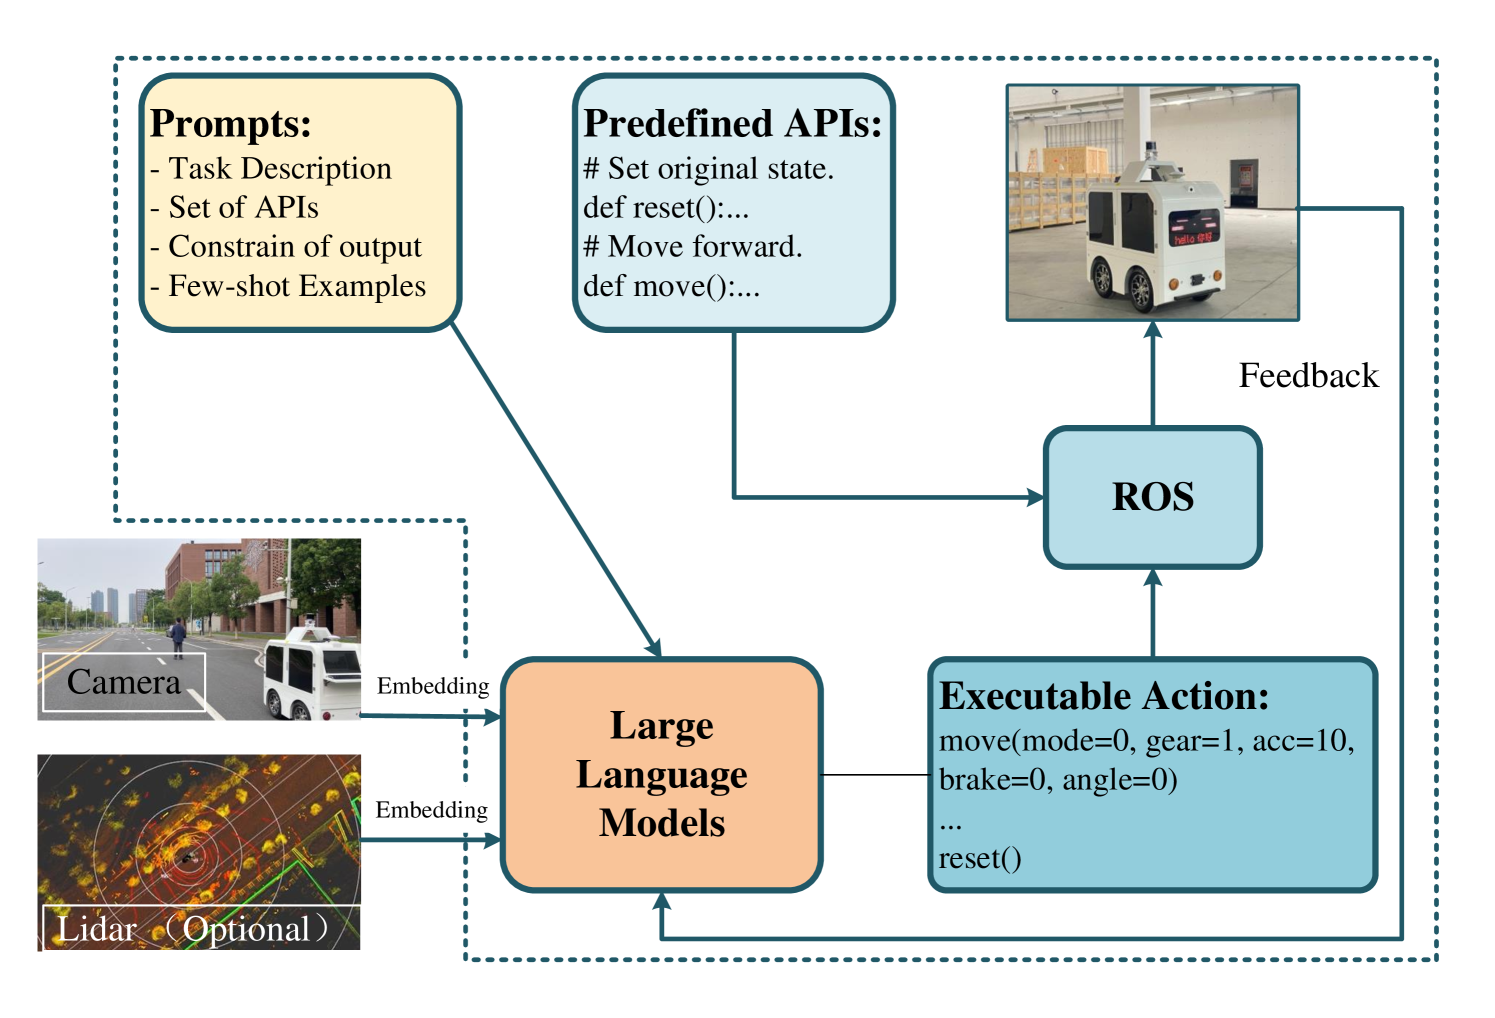 Prompts:
- Task Description
- Set of APIs
- Constrain of output
- Few-shot Examples
Predefined APIs:
# Set original state.
def reset():...
# Move forward.
def move():...
hello 你好
Feedback
ROS
Camera
Embedding
Large
Language
Models
Executable Action:
move(mode=0, gear=1, acc=10,
brake=0, angle=0)
...
reset()
Embedding
Lidar （Optional）